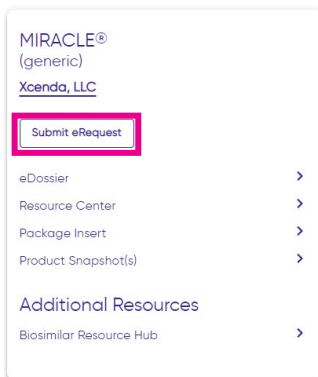 MIRACLE®
(generic)
Xcenda, LLC
Submit eRequest
eDossier
Resource Center
Package Insert
Product Snapshot(s)
Additional Resources
Biosimilar Resource Hub